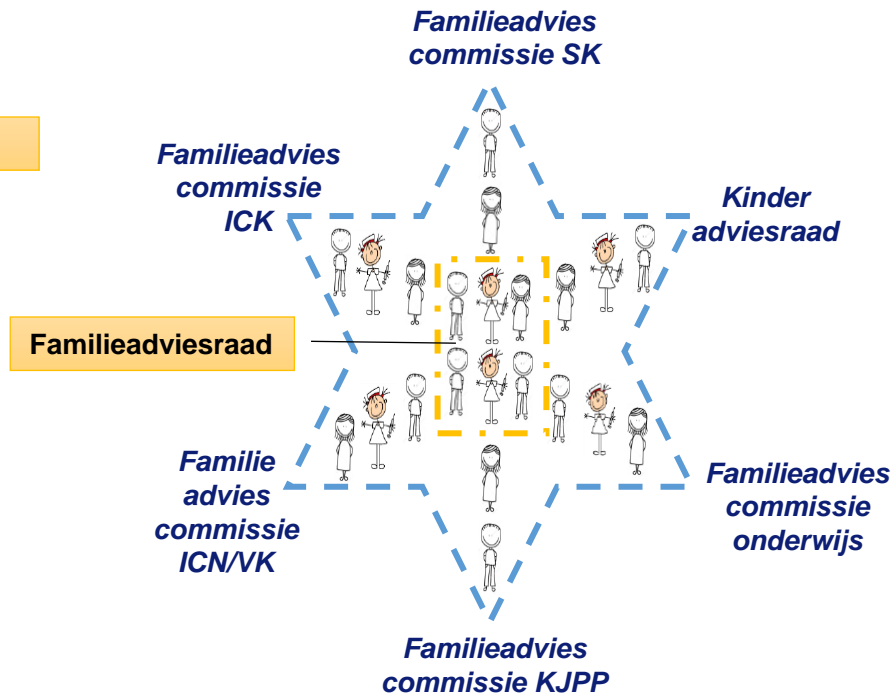 Familieadvies
commissie SK
Familieadvies
commissie
ICK
Kinder
adviesraad
Familieadviesraad
Familie
advies
commissie
ICN/VK
Familieadvies
commissie
onderwijs
Familieadvies
commissie KJPP